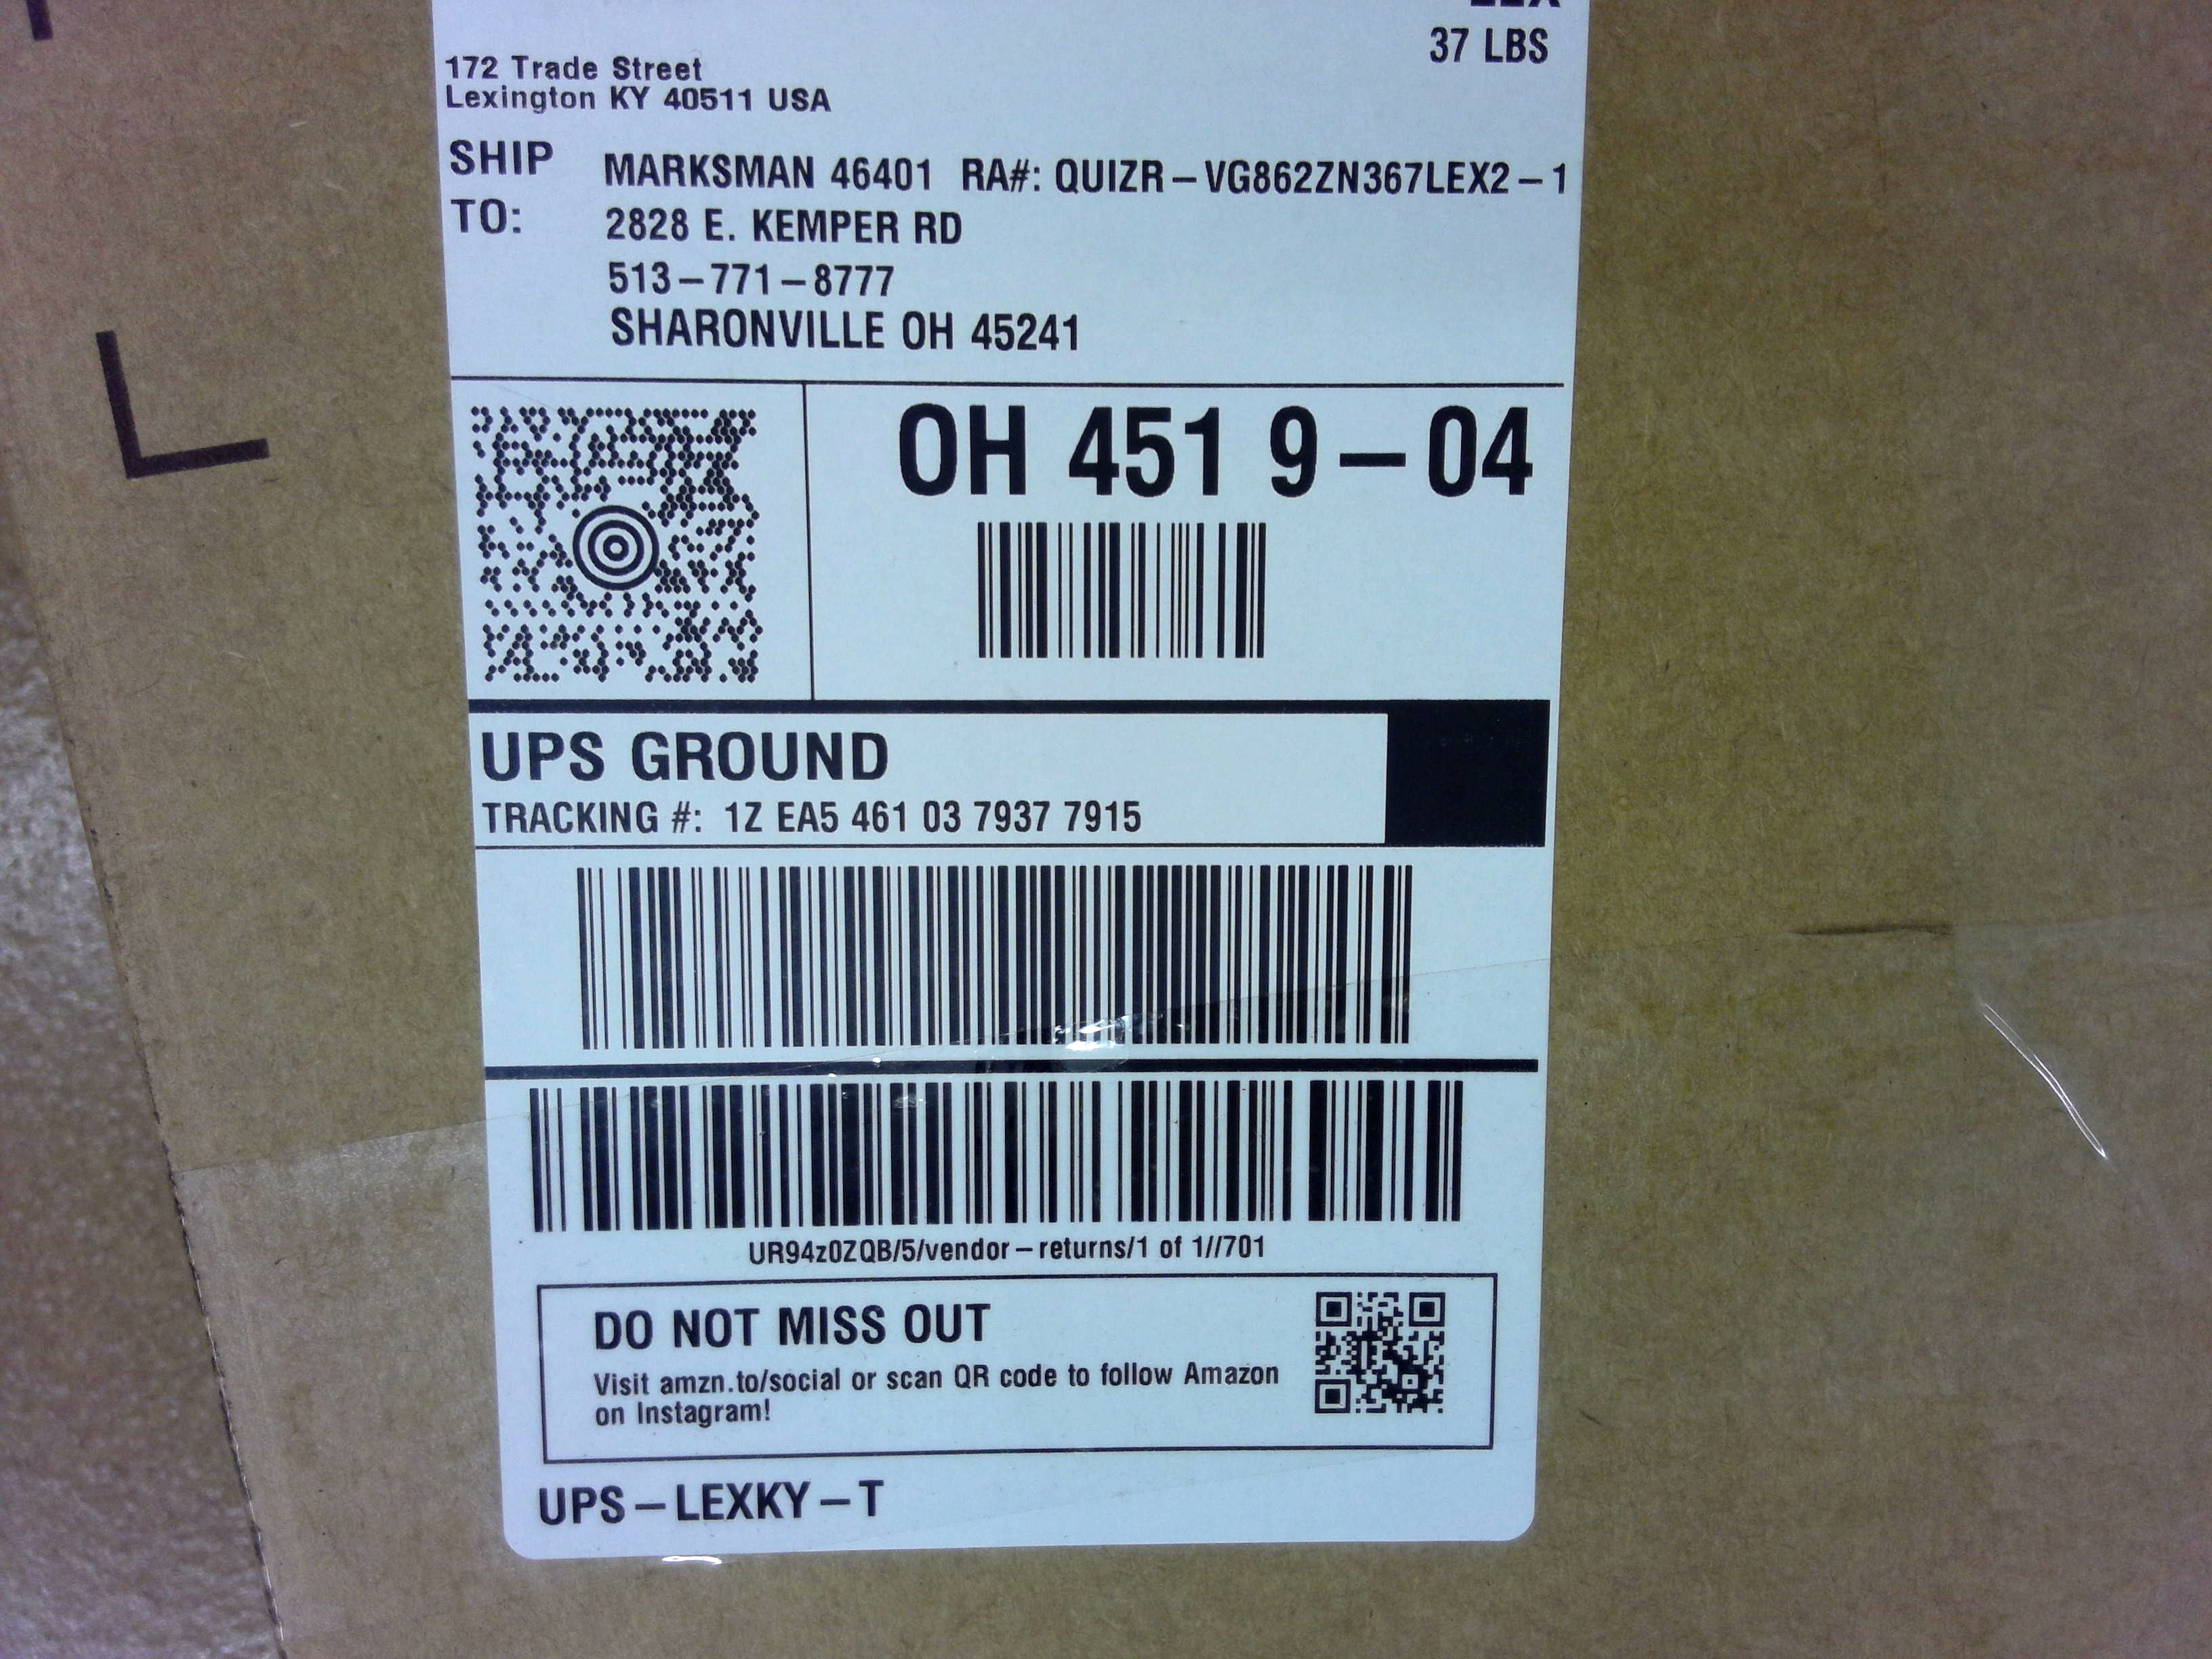 37 LBS
172 Trade Street
Lexington KY 40511 USA
SHIP TO:
MARKSMAN 46401 RA#: QUIZR-VG862ZN367LEX2-1
2828 E. KEMPER RD
513-771-8777
SHARONVILLE OH 45241
L
OH 451 9-04
UPS GROUND
TRACKING #: 1Z EA5 461 03 7937 7915
UR94z0ZQB/5/vendor-returns/1 of 1//701
DO NOT MISS OUT
Visit amzn.to/social or scan QR code to follow Amazon
on Instagram!
UPS-LEXKY-T